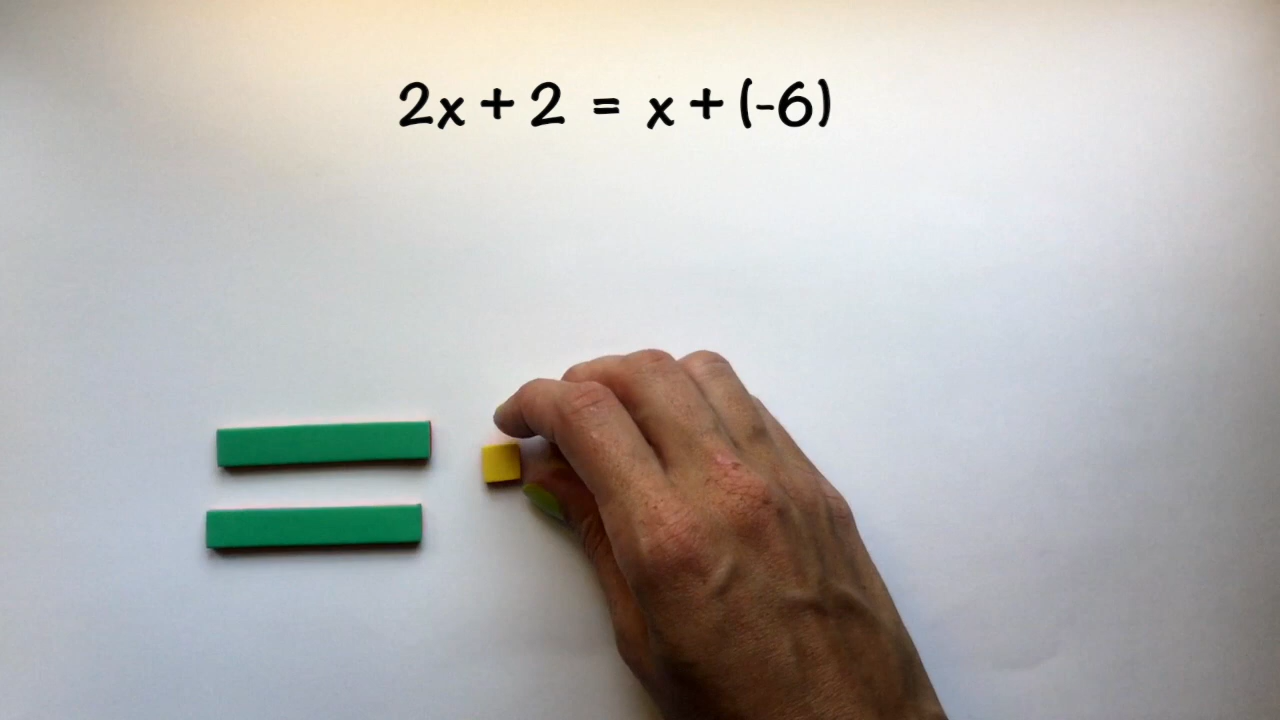 2x + 2 = x + (-6)